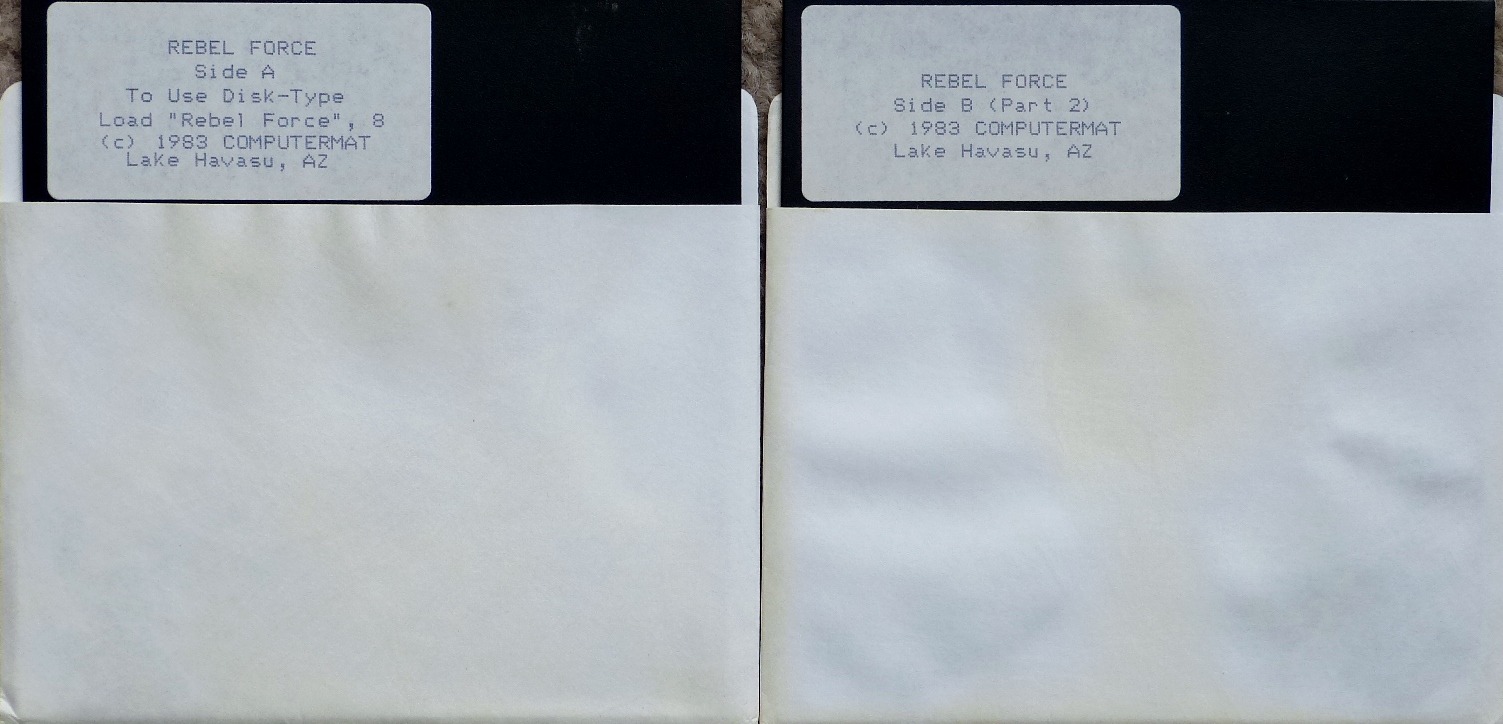 REBEL FORCE
Side A
To Use Disk-Type
Load "Rebel Force", 8
(c) 1983 COMPUTERMAT
Lake Havasu, AZ
REBEL FORCE
Side B (Part 2)
(c) 1983 COMPUTERMAT
Lake Havasu, AZ